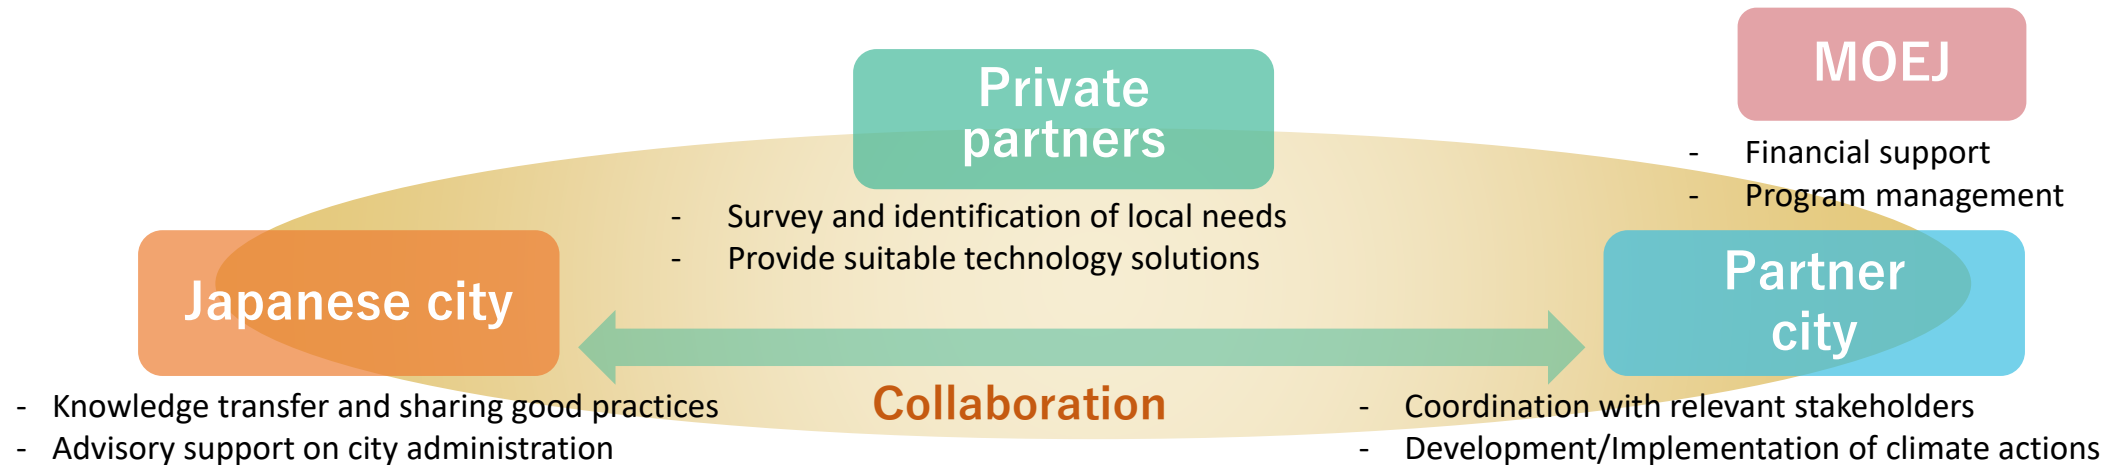 MOEJ
- Financial support
- Program management
Private
partners
- Survey and identification of local needs
- Provide suitable technology solutions
Japanese city
- Knowledge transfer and sharing good practices
- Advisory support on city administration
Collaboration
Partner
city
- Coordination with relevant stakeholders
- Development/Implementation of climate actions